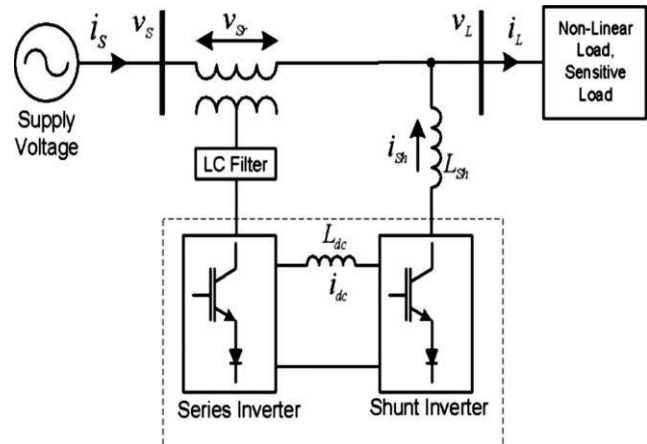 i_s
v_S
v_Sr
v_L
i_L
Non-Linear
Load,
Sensitive
Load
Supply
Voltage
LC Filter
i_Sh
L_Sh
L_dc
i_dc
Series Inverter
Shunt Inverter